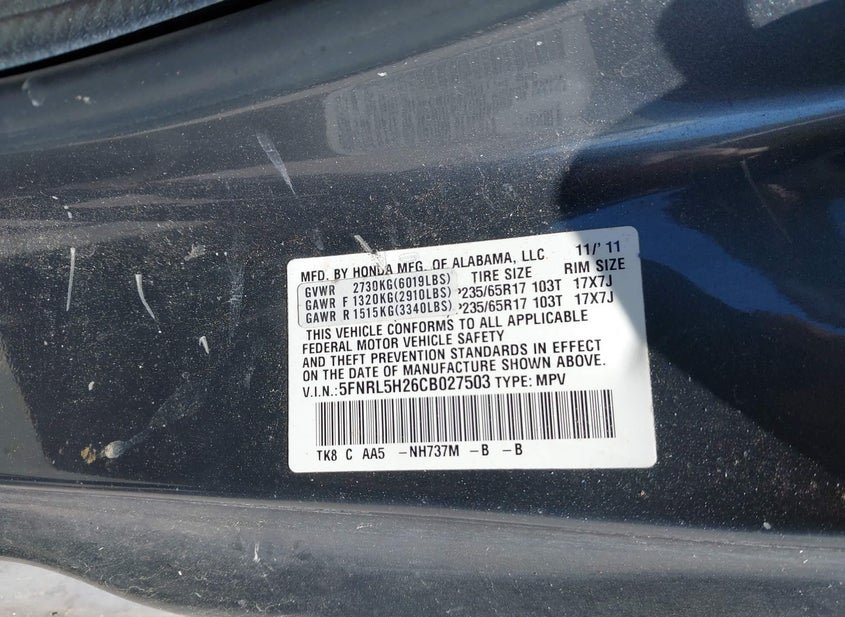 MFD. BY HONDA MFG. OF ALABAMA, LLC 11/'11
GVWR 2730KG(6019LBS) TIRE SIZE RIM SIZE
GAWR F 1320KG(2910LBS) P235/65R17 103T 17X7J
GAWR R 1515KG(3340LBS) P235/65R17 103T 17X7J
THIS VEHICLE CONFORMS TO ALL APPLICABLE
FEDERAL MOTOR VEHICLE SAFETY
AND THEFT PREVENTION STANDARDS IN EFFECT
ON THE DATE OF MANUFACTURE SHOWN ABOVE.
V.I.N.:5FNRL5H26CB027503 TYPE: MPV
TK8 C AA5 -NH737M -B -B